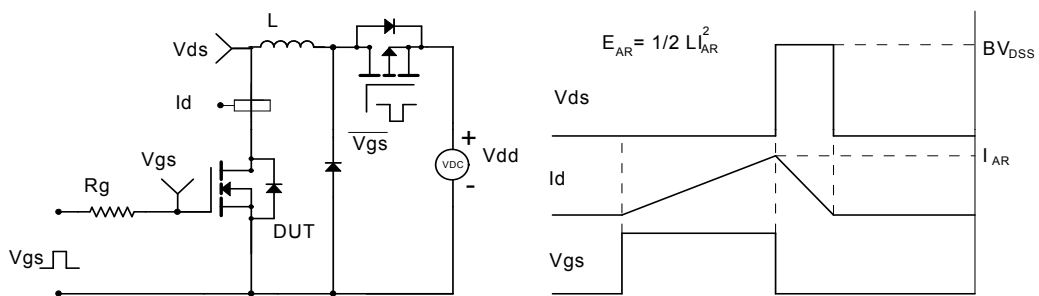 L
Vds
Id
Vgs
Vgs
+
VDC
Vdd
-
Rg
DUT
Vgs
E_AR = 1/2 LI²_AR
BV_DSS
Vds
I_AR
Id
Vgs